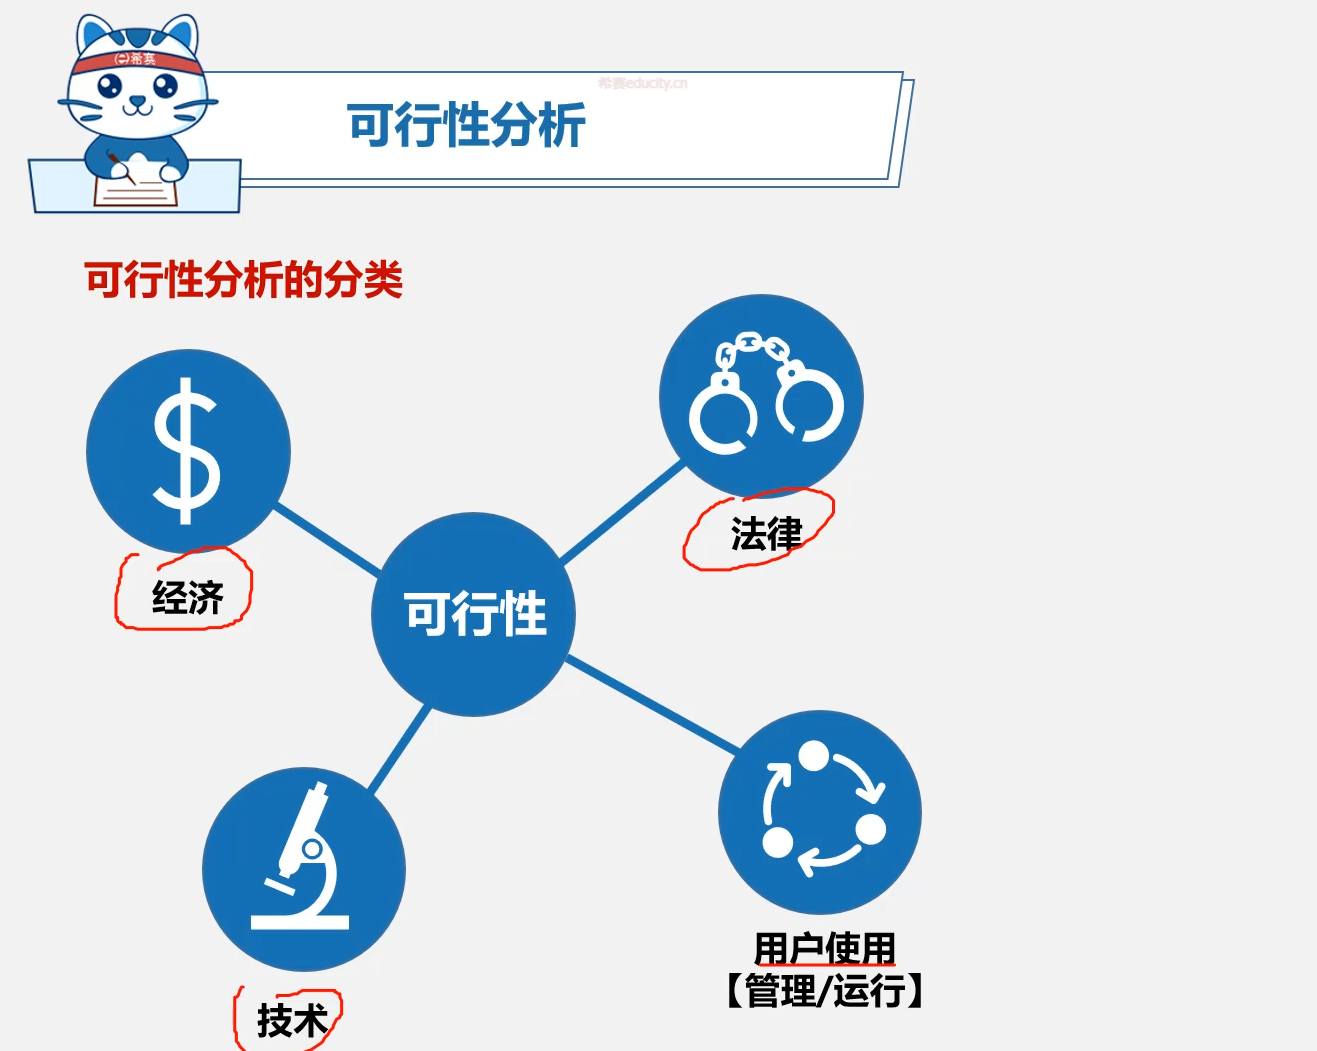 希赛
希赛educity.cn
可行性分析
可行性分析的分类
法律
经济
可行性
用户使用
【管理/运行】
技术